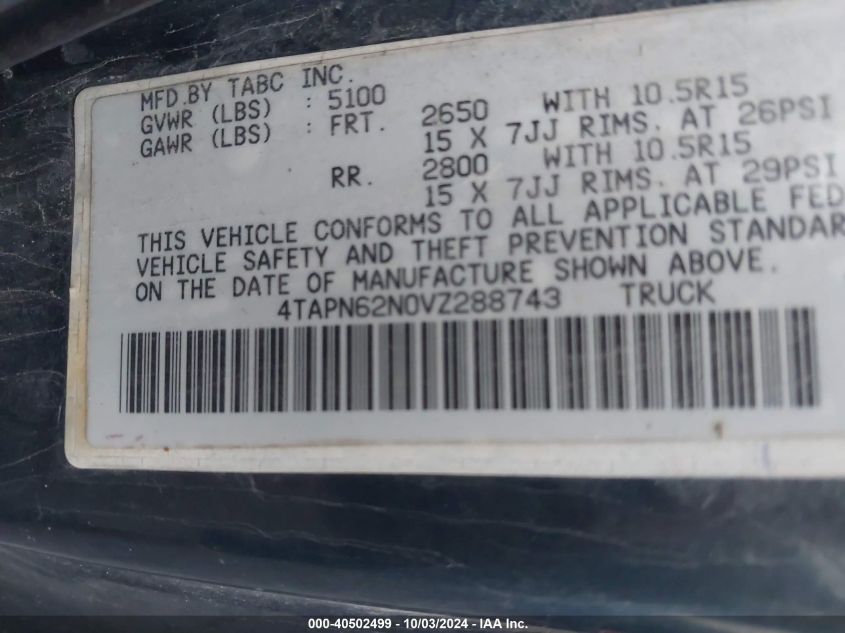 MFD.BY TABC INC.
GVWR (LBS) : 5100
GAWR (LBS) : FRT. 2650 WITH 10.5R15
15 X 7JJ RIMS. AT 26PSI
RR. 2800 WITH 10.5R15
15 X 7JJ RIMS. AT 29PSI
THIS VEHICLE CONFORMS TO ALL APPLICABLE FED
VEHICLE SAFETY AND THEFT PREVENTION STANDAR
ON THE DATE OF MANUFACTURE SHOWN ABOVE.
4TAPN62N0VZ288743 TRUCK
000-40502499 - 10/03/2024 - IAA Inc.